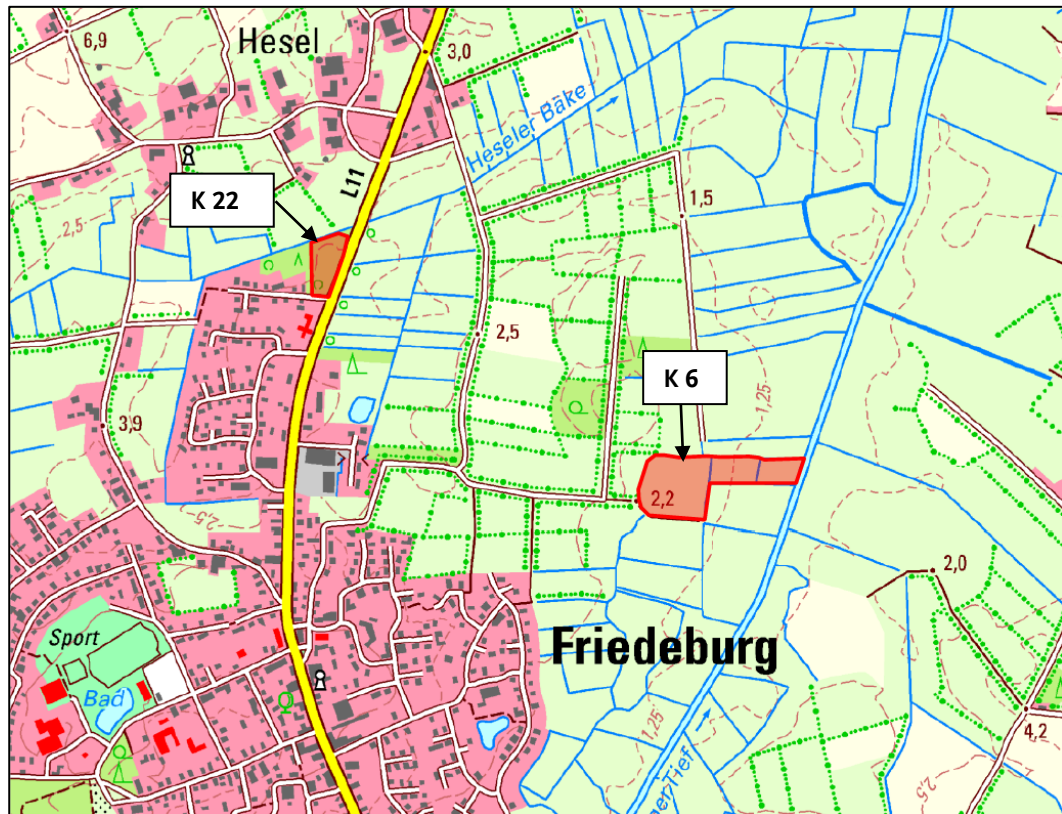 6,9
Hesel
3,0
Heseler Bäke
L11
K 22
2,5
1,5
2,5
K 6
1,25
3,9
2,2
2,5
2,0
Sport
Friedeburg
Bad
1,25
Tief
4,2
2,5